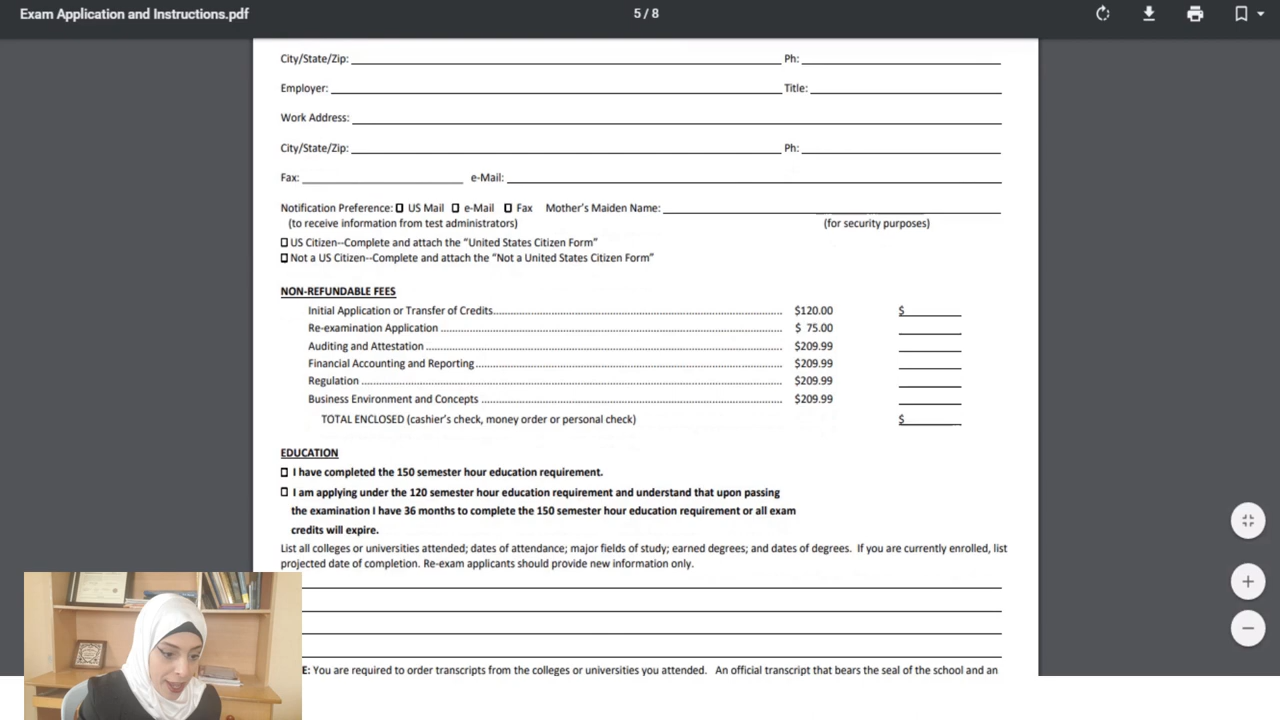 Exam Application and Instructions.pdf 5 / 8
City/State/Zip: Ph:
Employer: Title:
Work Address:
City/State/Zip: Ph:
Fax: e-Mail:
Notification Preference: US Mail e-Mail Fax Mother's Maiden Name:
(to receive information from test administrators) (for security purposes)
US Citizen--Complete and attach the “United States Citizen Form”
Not a US Citizen--Complete and attach the “Not a United States Citizen Form”
NON-REFUNDABLE FEES
Initial Application or Transfer of Credits $120.00 $
Re-examination Application $ 75.00
Auditing and Attestation $209.99
Financial Accounting and Reporting $209.99
Regulation $209.99
Business Environment and Concepts $209.99
TOTAL ENCLOSED (cashier's check, money order or personal check) $
EDUCATION
I have completed the 150 semester hour education requirement.
I am applying under the 120 semester hour education requirement and understand that upon passing
the examination I have 36 months to complete the 150 semester hour education requirement or all exam
credits will expire.
List all colleges or universities attended; dates of attendance; major fields of study; earned degrees; and dates of degrees. If you are currently enrolled, list
projected date of completion. Re-exam applicants should provide new information only.
E: You are required to order transcripts from the colleges or universities you attended. An official transcript that bears the seal of the school and an